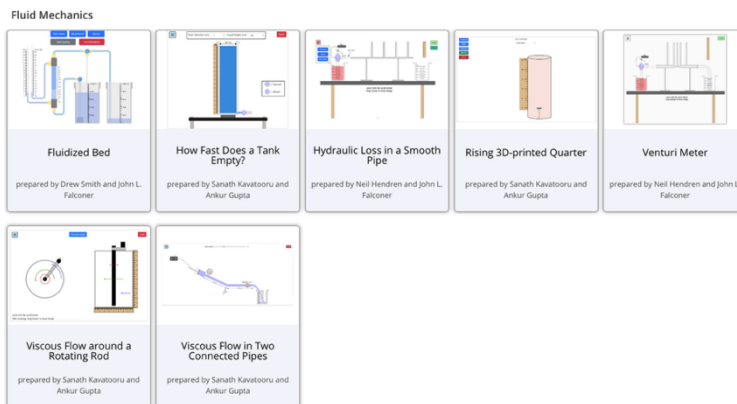 Fluid Mechanics
Fluidized Bed
prepared by Drew Smith and John L.
Falconer
How Fast Does a Tank
Empty?
prepared by Sanath Kavatooru and
Ankur Gupta
Hydraulic Loss in a Smooth
Pipe
prepared by Neil Hendren and John L.
Falconer
Rising 3D-printed Quarter
prepared by Sanath Kavatooru and
Ankur Gupta
Venturi Meter
prepared by Neil Hendren and John L.
Falconer
Viscous Flow around a
Rotating Rod
prepared by Sanath Kavatooru and
Ankur Gupta
Viscous Flow in Two
Connected Pipes
prepared by Sanath Kavatooru and
Ankur Gupta